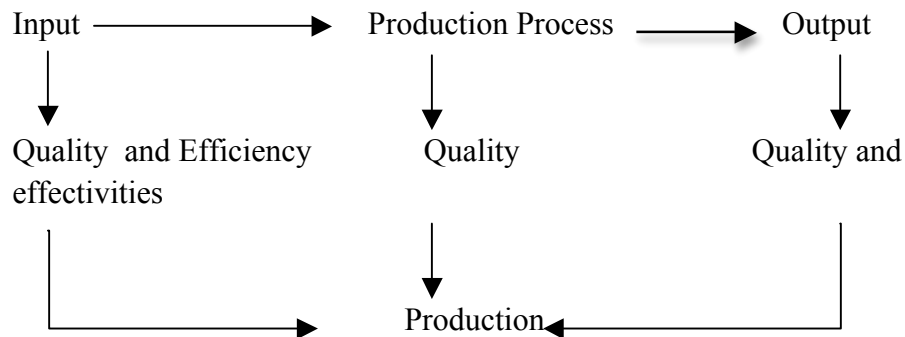 Input Production Process Output
Quality and Efficiency Quality Quality and
effectivities
Production